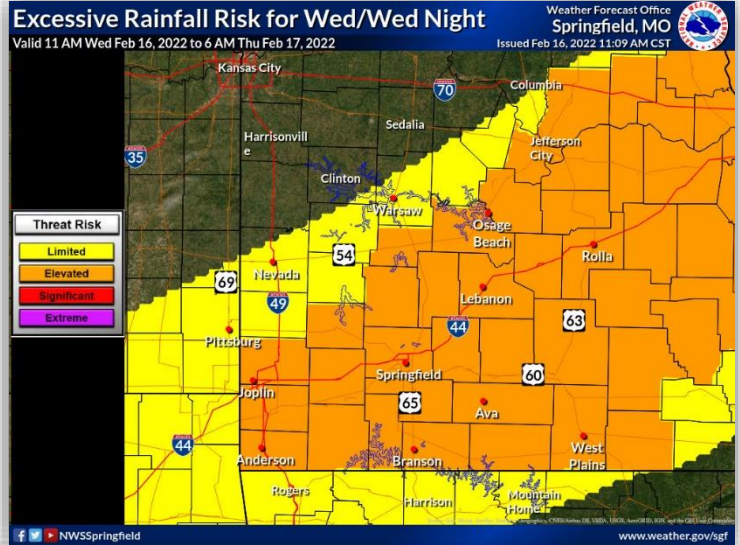 Excessive Rainfall Risk for Wed/Wed Night
Weather Forecast Office
Springfield, MO
Valid 11 AM Wed Feb 16, 2022 to 6 AM Thu Feb 17, 2022
Issued Feb 16, 2022 11:09 AM CST
Kansas City
70
Columbia
Sedalia
Harrisonvill
e
Jefferson
City
35
Clinton
Warsaw
Osage
Beach
Threat Risk
Limited
Elevated
Significant
Extreme
54
Rolla
69
Nevada
49
Lebanon
63
44
Pittsburg
Springfield
60
Joplin
65
Ava
44
Anderson
Branson
West
Plains
Rogers
Harrison
Mountain
Home
NWSSpringfield
www.weather.gov/sgf